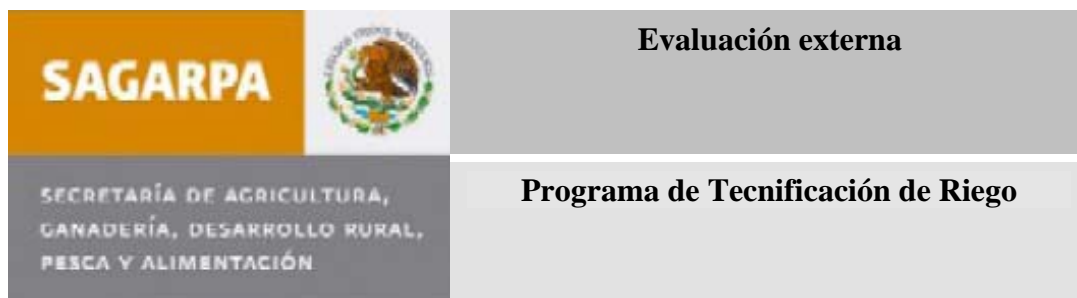 SAGARPA
SECRETARÍA DE AGRICULTURA,
GANADERÍA, DESARROLLO RURAL,
PESCA Y ALIMENTACIÓN
Evaluación externa
Programa de Tecnificación de Riego